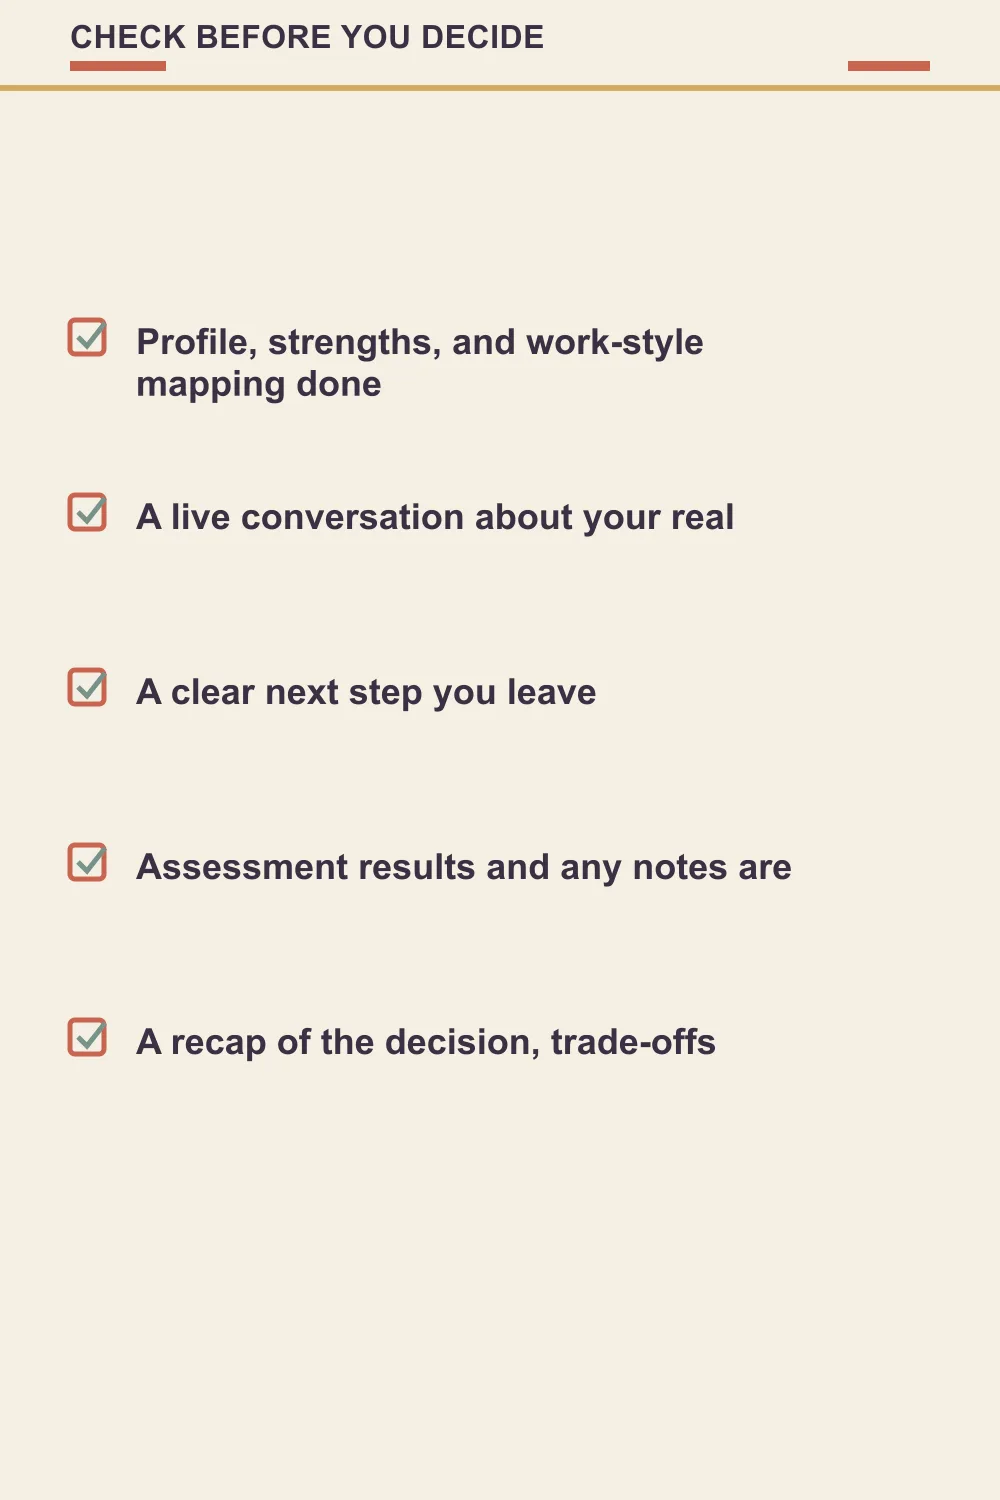 CHECK BEFORE YOU DECIDE
Profile, strengths, and work-style
mapping done
A live conversation about your real
A clear next step you leave
Assessment results and any notes are
A recap of the decision, trade-offs